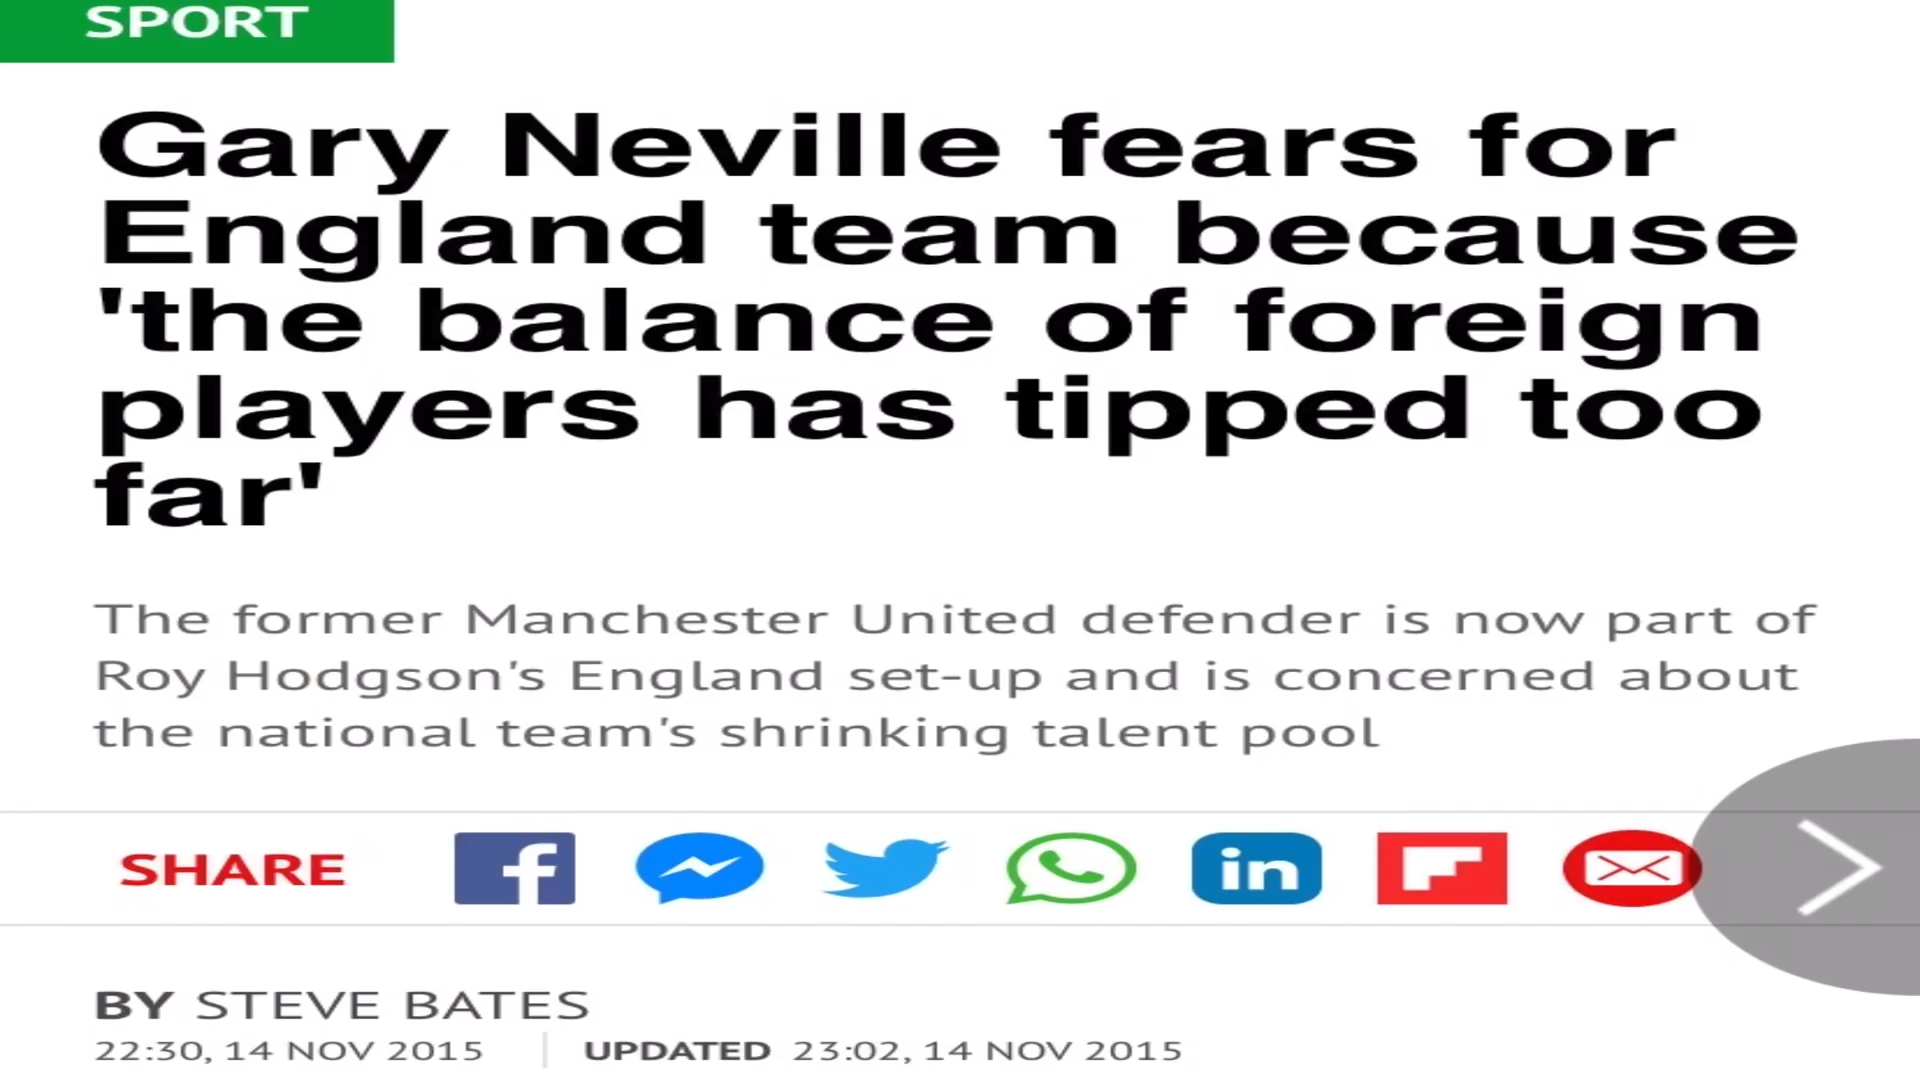 SPORT
Gary Neville fears for
England team because
'the balance of foreign
players has tipped too
far'
The former Manchester United defender is now part of
Roy Hodgson's England set-up and is concerned about
the national team's shrinking talent pool
SHARE
BY STEVE BATES
22:30, 14 NOV 2015 UPDATED 23:02, 14 NOV 2015